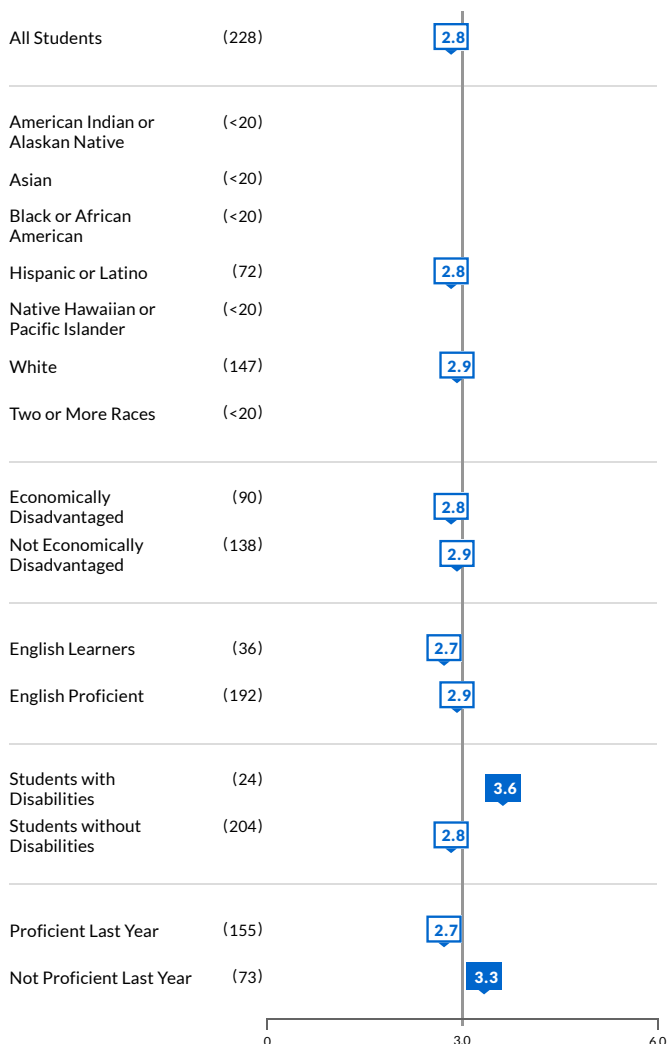 All Students (228) 2.8
American Indian or (<20)
Alaskan Native
Asian (<20)
Black or African (<20)
American
Hispanic or Latino (72) 2.8
Native Hawaiian or (<20)
Pacific Islander
White (147) 2.9
Two or More Races (<20)
Economically (90) 2.8
Disadvantaged
Not Economically (138) 2.9
Disadvantaged
English Learners (36) 2.7
English Proficient (192) 2.9
Students with (24) 3.6
Disabilities
Students without (204) 2.8
Disabilities
Proficient Last Year (155) 2.7
Not Proficient Last Year (73) 3.3
0 3.0 6.0